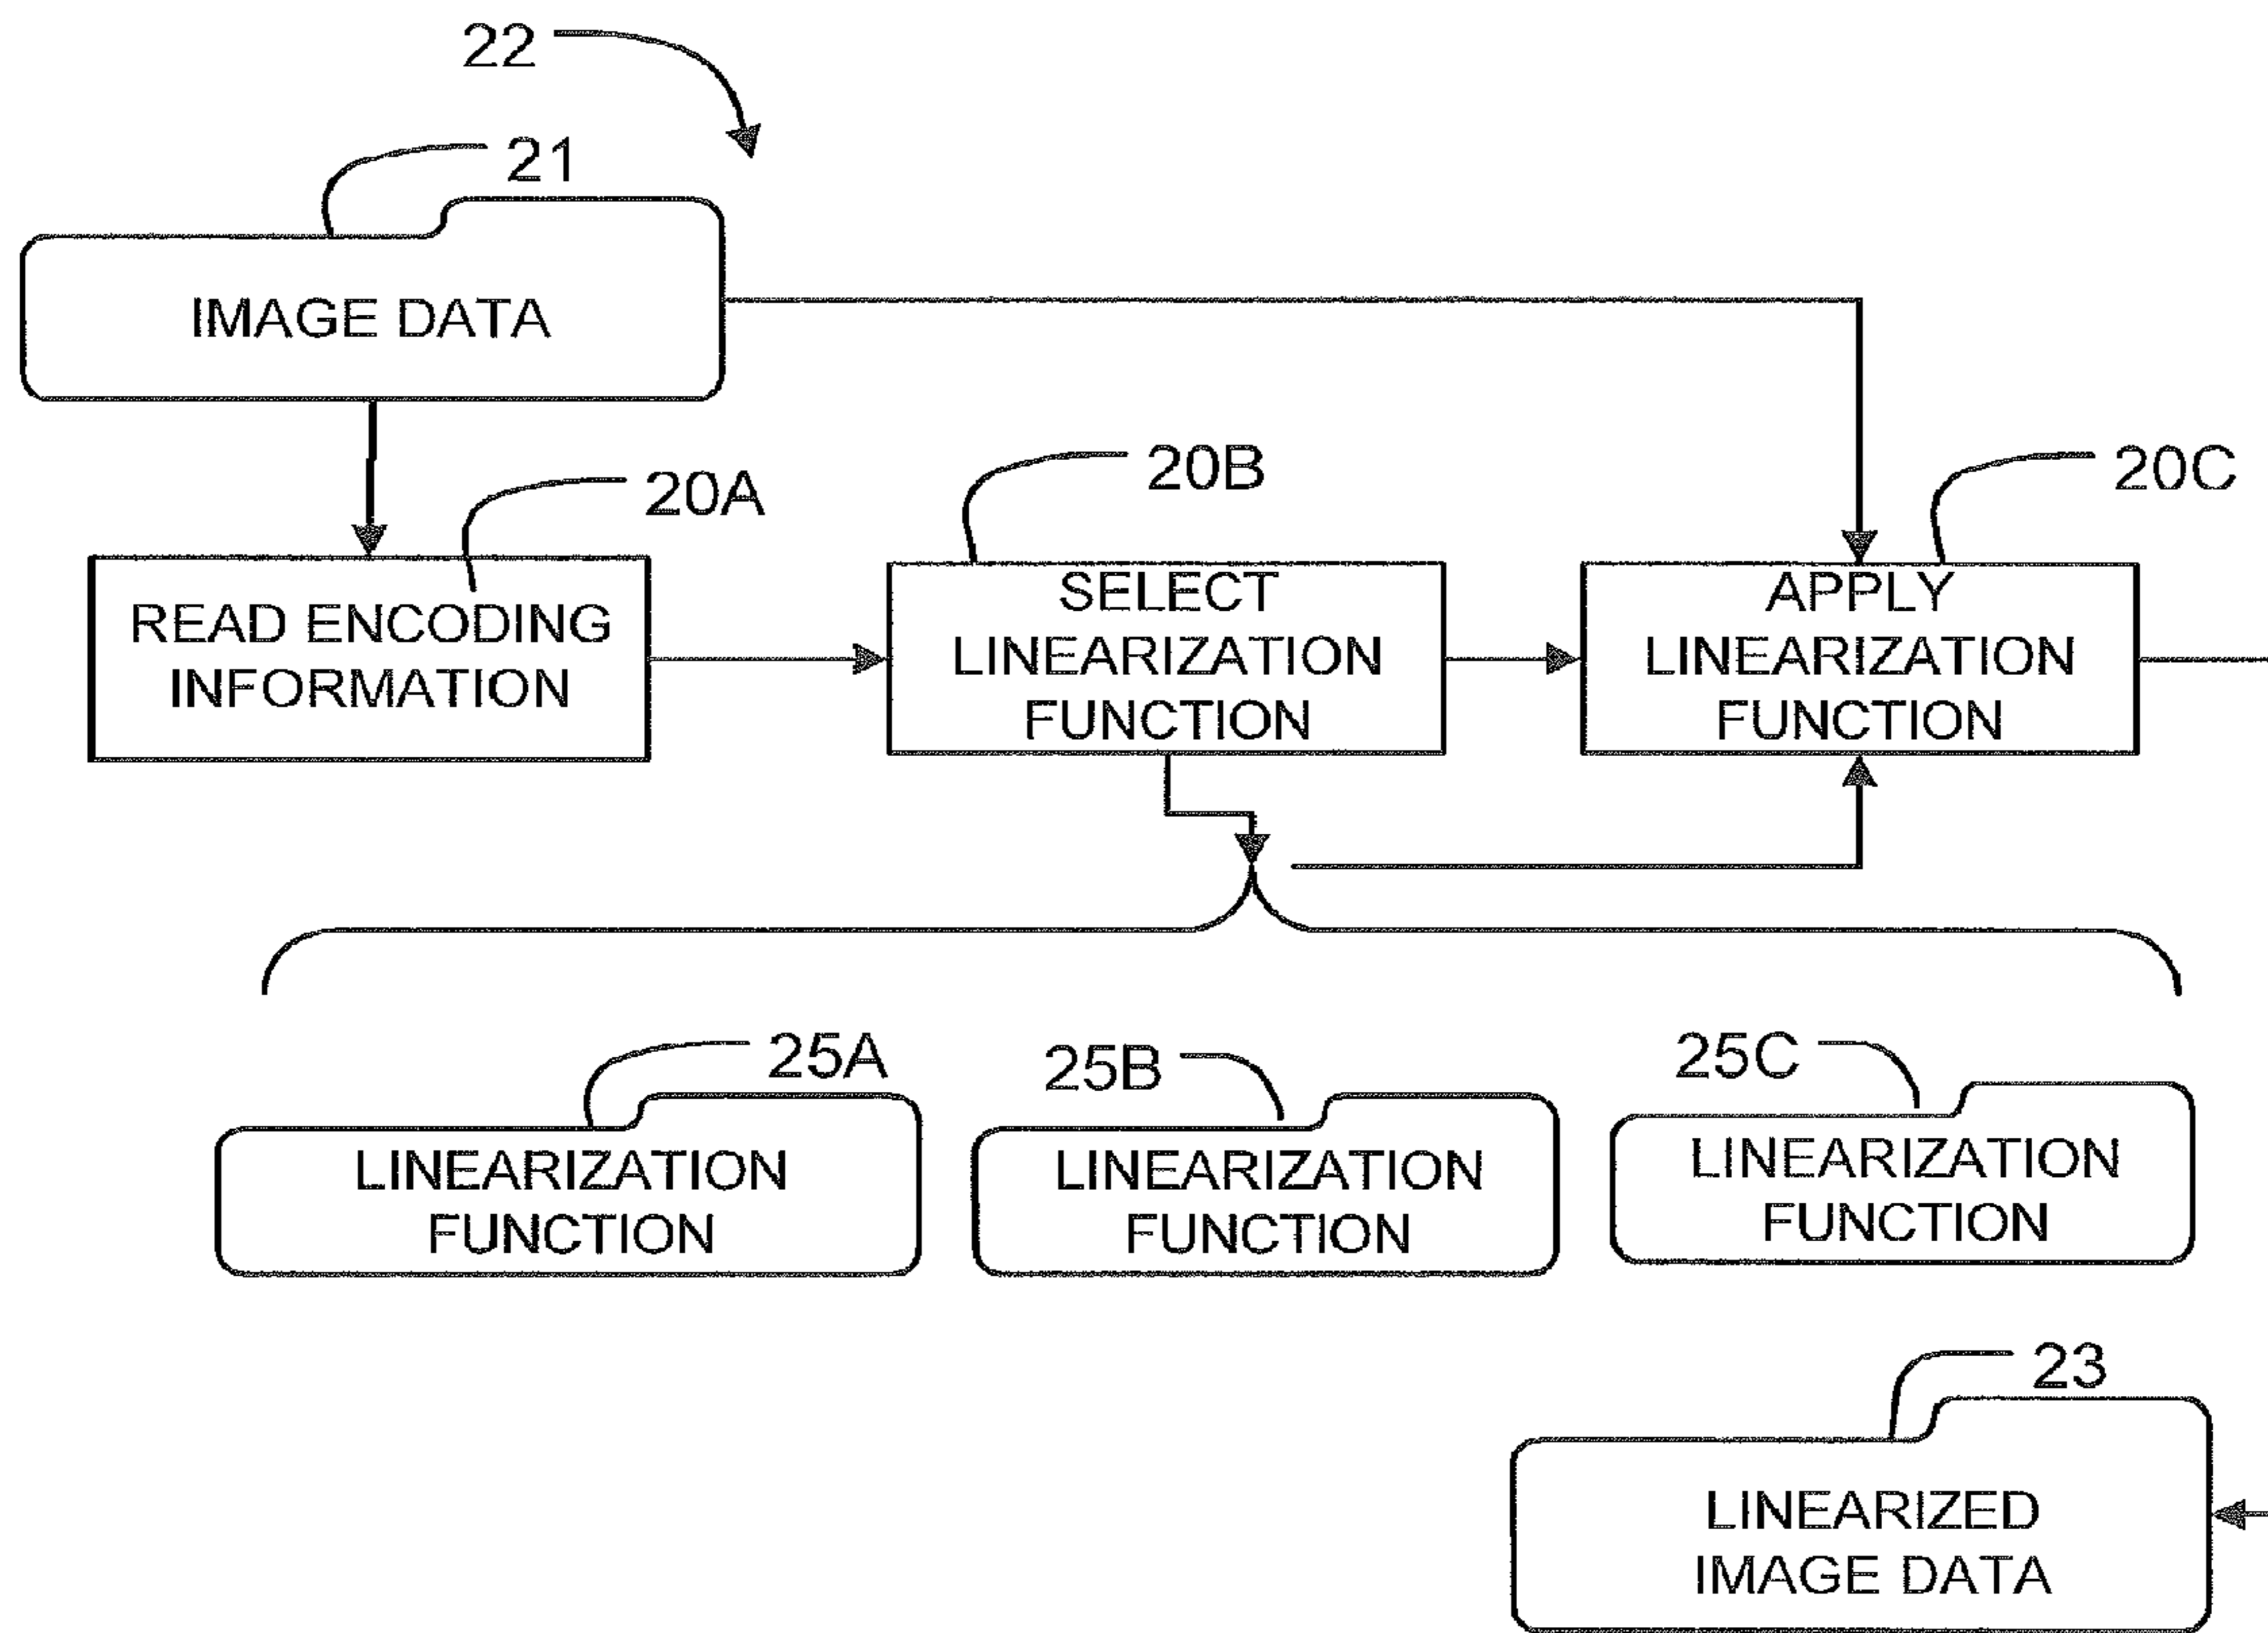 22
21
IMAGE DATA
20A
20B
20C
READ ENCODING
INFORMATION
SELECT
LINEARIZATION
FUNCTION
APPLY
LINEARIZATION
FUNCTION
25A
25B
25C
LINEARIZATION
FUNCTION
LINEARIZATION
FUNCTION
LINEARIZATION
FUNCTION
23
LINEARIZED
IMAGE DATA